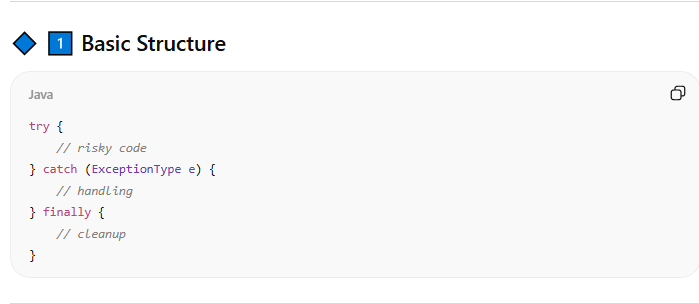 1 Basic Structure
Java
try {
    // risky code
} catch (ExceptionType e) {
    // handling
} finally {
    // cleanup
}